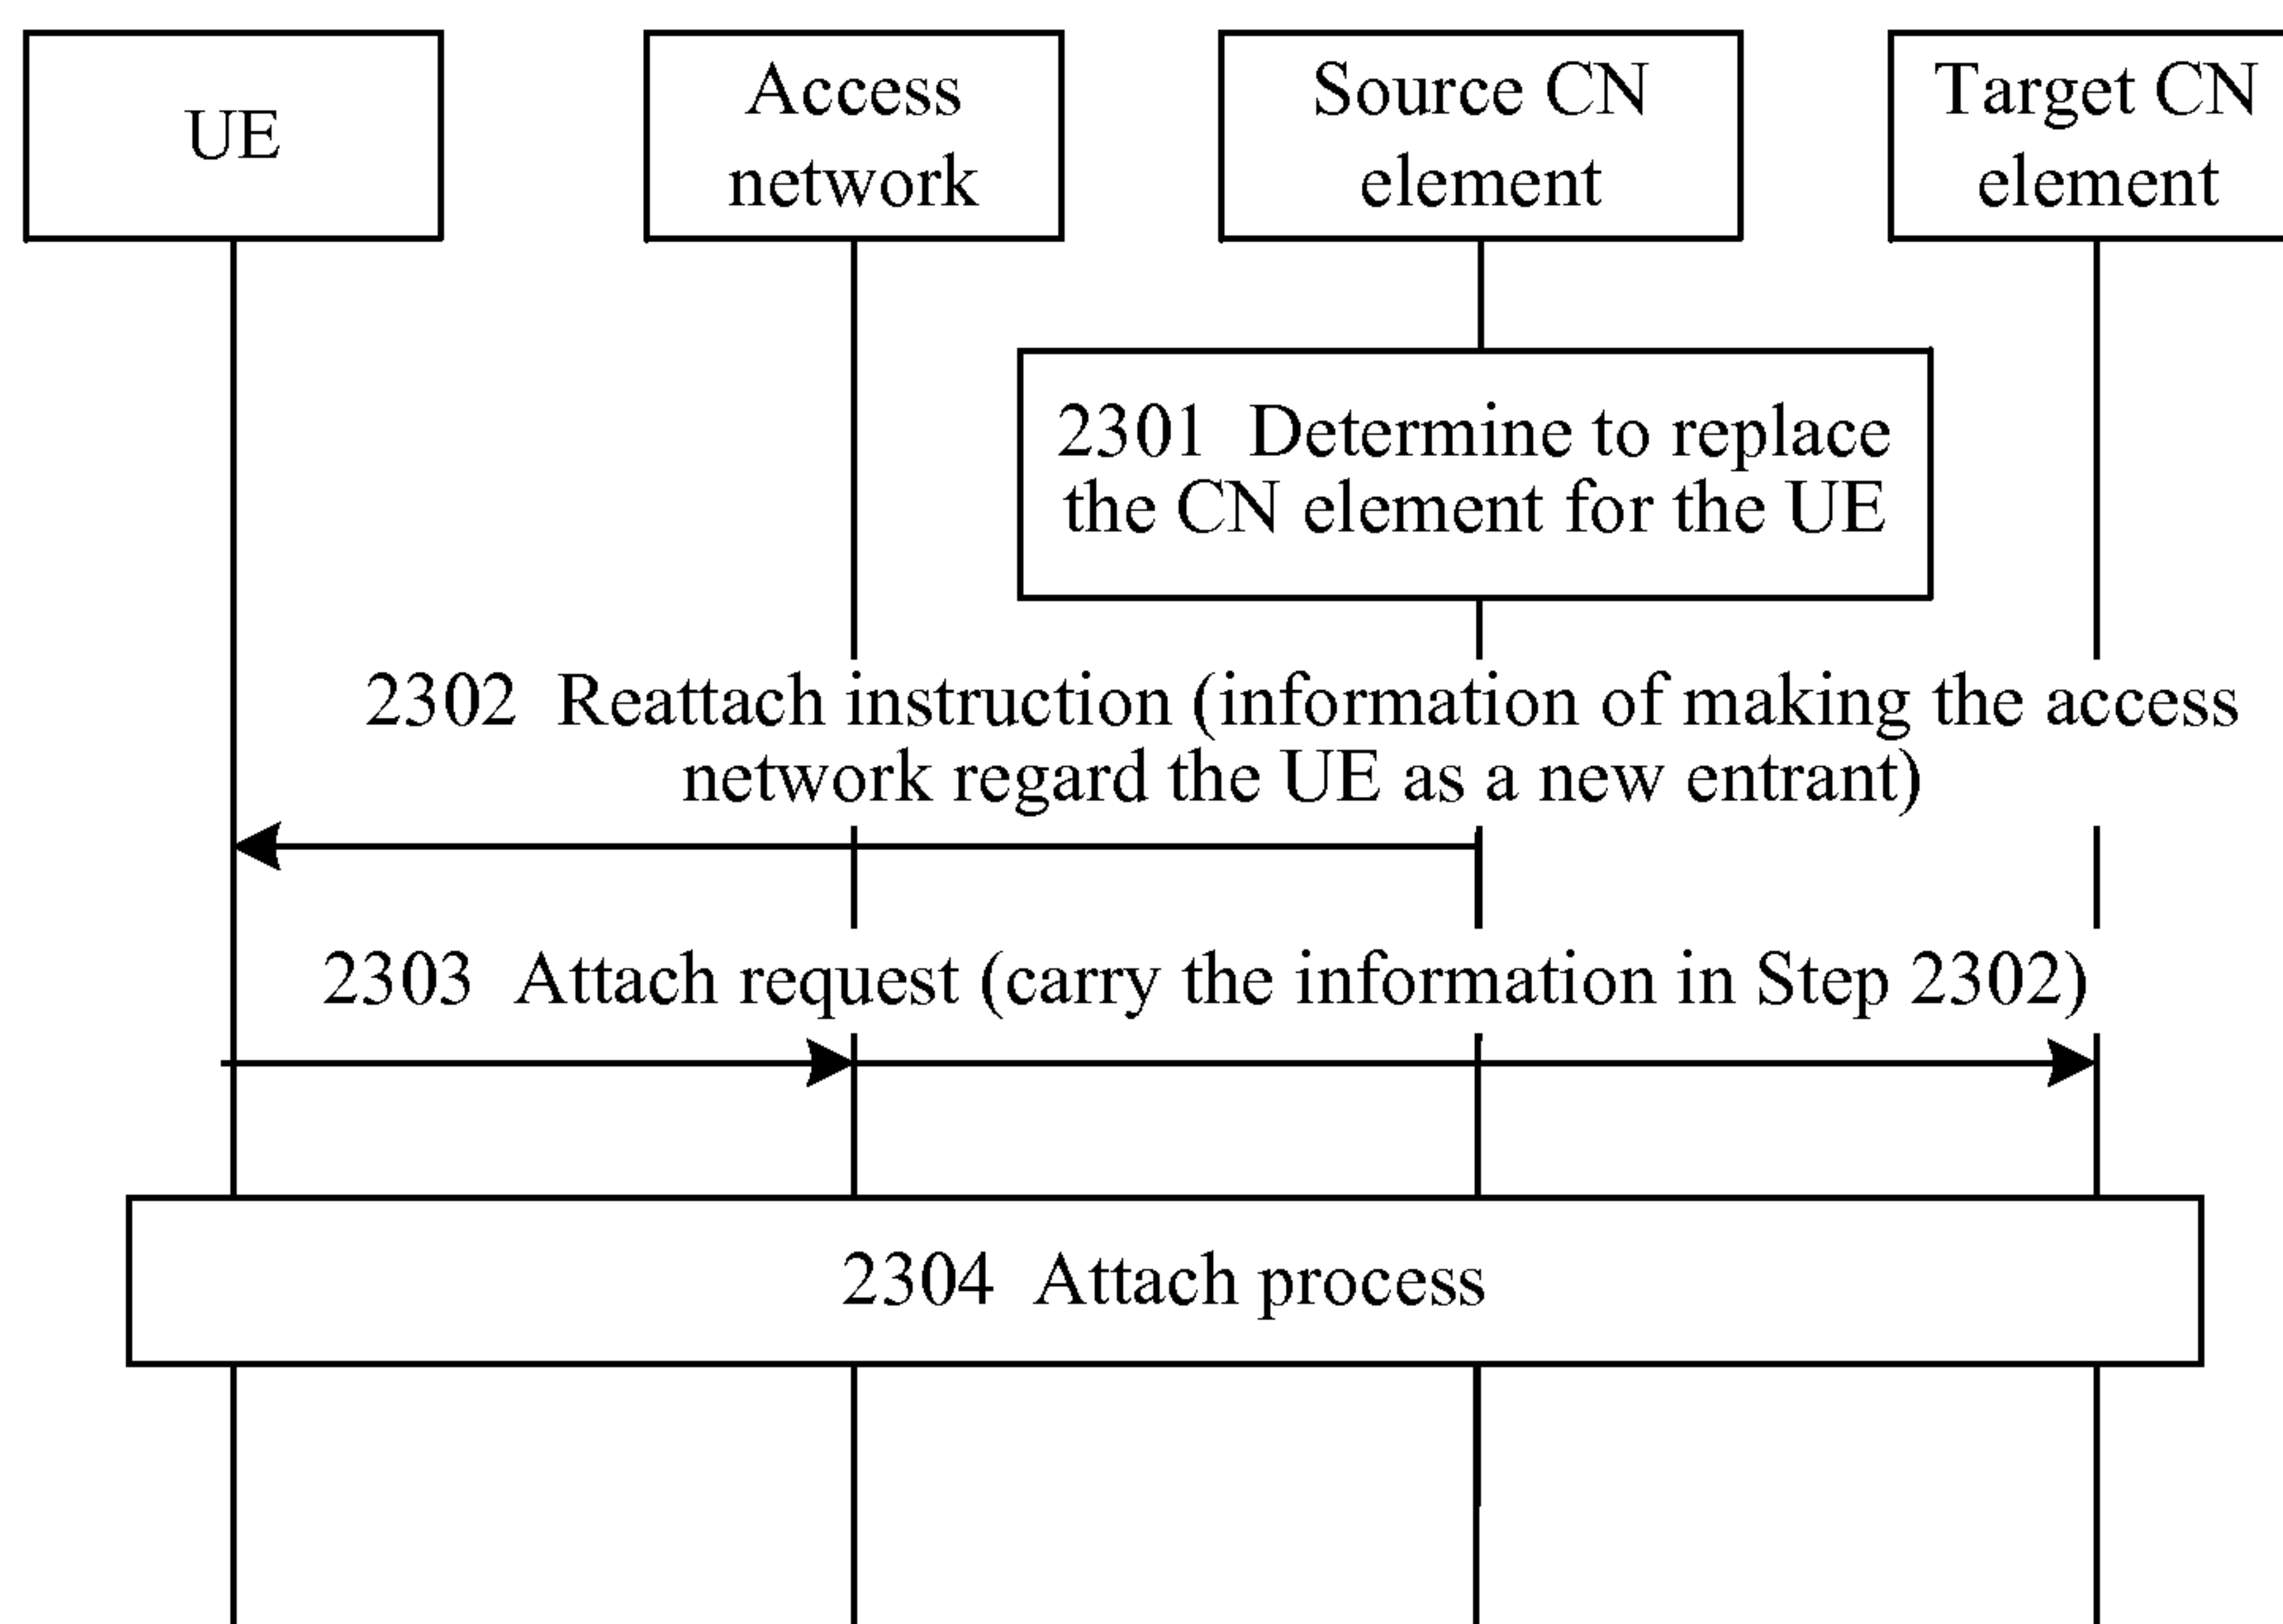 UE
Access
network
Source CN
element
Target CN
element
2301 Determine to replace
the CN element for the UE
2302 Reattach instruction (information of making the access
network regard the UE as a new entrant)
2303 Attach request (carry the information in Step 2302)
2304 Attach process